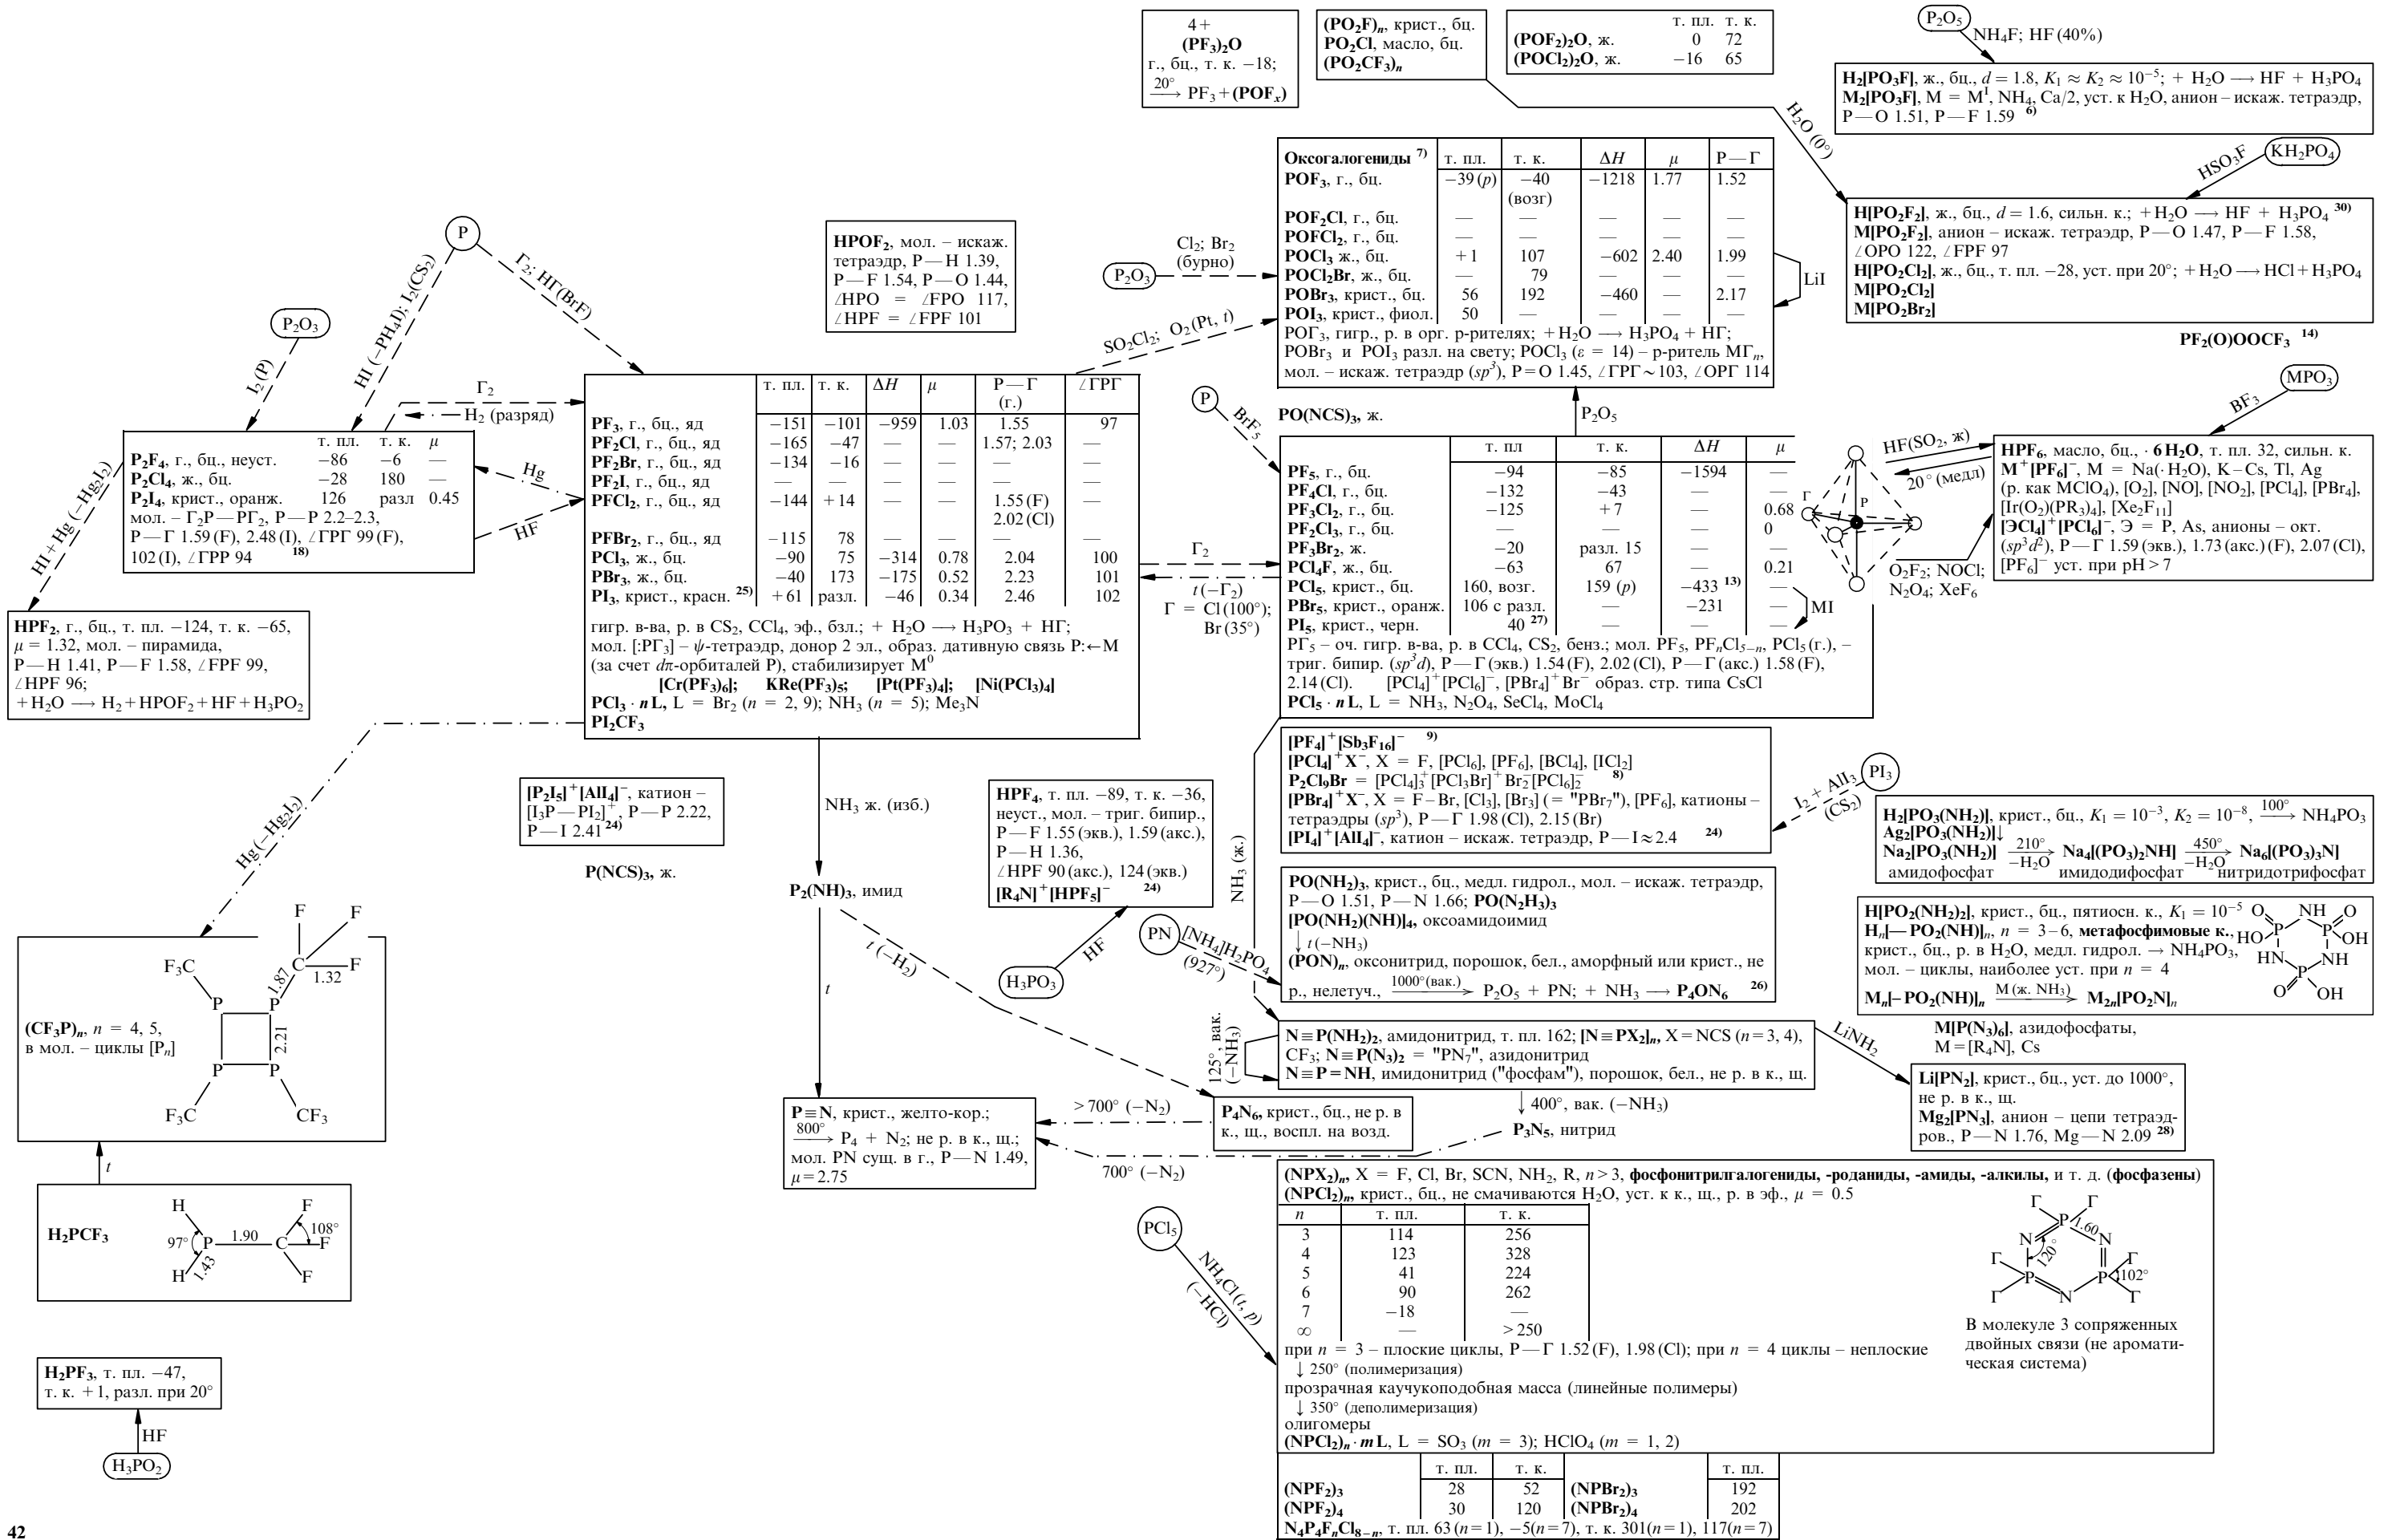 4+
(PF₃)₂O
г., бц., т. к. −18;
20° ⟶ PF₃+(POFₓ)
(PO₂F)ₙ, крист., бц.
PO₂Cl, масло, бц.
(PO₂CF₃)ₙ
т. пл. т. к.
(POF₂)₂O, ж. 0 72
(POCl₂)₂O, ж. −16 65
P₂O₅
NH₄F; HF (40%)
H₂[PO₃F], ж., бц., d = 1.8, K₁ ≈ K₂ ≈ 10⁻⁵; + H₂O ⟶ HF + H₃PO₄
M₂[PO₃F], M = Mᴵ, NH₄, Ca/2, уст. к H₂O, анион – искаж. тетраэдр,
P—O 1.51, P—F 1.59 ⁶⁾
H₂O (0°)
HSO₃F
KH₂PO₄
H[PO₂F₂], ж., бц., d = 1.6, сильн. к.; +H₂O ⟶ HF + H₃PO₄ ³⁰⁾
M[PO₂F₂], анион – искаж. тетраэдр, P—O 1.47, P—F 1.58,
∠OPO 122, ∠FPF 97
H[PO₂Cl₂], ж., бц., т. пл. −28, уст. при 20°; +H₂O ⟶ HCl+H₃PO₄
M[PO₂Cl₂]
M[PO₂Br₂]
PF₂(O)OOCF₃ ¹⁴⁾
Оксогалогениды ⁷⁾ т. пл. т. к. ΔH μ P—Г
POF₃, г., бц. −39 (p) −40 −1218 1.77 1.52
(возг)
POF₂Cl, г., бц. — — — — —
POFCl₂, г., бц. — — — — —
POCl₃ ж., бц. +1 107 −602 2.40 1.99
POCl₂Br, ж., бц. — 79 — — —
POBr₃, крист., бц. 56 192 −460 — 2.17
POI₃, крист., фиол. 50 — — — —
POГ₃, гигр., р. в орг. р-рителях; +H₂O ⟶ H₃PO₄ + HГ;
POBr₃ и POI₃ разл. на свету; POCl₃ (ε = 14) – р-ритель MГₙ,
мол. – искаж. тетраэдр (sp³), P=O 1.45, ∠ГРГ~103, ∠ОРГ 114
LiI
P₂O₃
Cl₂; Br₂
(бурно)
SO₂Cl₂; O₂(Pt, t)
HPOF₂, мол. – искаж.
тетраэдр, P—H 1.39,
P—F 1.54, P—O 1.44,
∠HPO = ∠FPO 117,
∠HPF = ∠FPF 101
P
Г₂; HГ(BrF)
HI (−PH₄I); I₂(CS₂)
P₂O₃
I₂(P)
Г₂
H₂ (разряд)
Hg
HF
т. пл. т. к. μ
P₂F₄, г., бц., неуст. −86 −6 —
P₂Cl₄, ж., бц. −28 180 —
P₂I₄, крист., оранж. 126 разл 0.45
мол. – Г₂P—PГ₂, P—P 2.2–2.3,
P—Г 1.59 (F), 2.48 (I), ∠ГРГ 99 (F),
102 (I), ∠ГРР 94 ¹⁸⁾
HI + Hg (−Hg₂I₂)
HPF₂, г., бц., т. пл. −124, т. к. −65,
μ = 1.32, мол. – пирамида,
P—H 1.41, P—F 1.58, ∠FPF 99,
∠HPF 96;
+H₂O ⟶ H₂+HPOF₂+HF+H₃PO₂
т. пл. т. к. ΔH μ P—Г (г.) ∠ГРГ
PF₃, г., бц., яд −151 −101 −959 1.03 1.55 97
PF₂Cl, г., бц., яд −165 −47 — — 1.57; 2.03 —
PF₂Br, г., бц., яд −134 −16 — — — —
PF₂I, г., бц., яд — — — — — —
PFCl₂, г., бц., яд −144 +14 — — 1.55 (F) —
2.02 (Cl)
PFBr₂, г., бц., яд −115 78 — — — —
PCl₃, ж., бц. −90 75 −314 0.78 2.04 100
PBr₃, ж., бц. −40 173 −175 0.52 2.23 101
PI₃, крист., красн. ²⁵⁾ +61 разл. −46 0.34 2.46 102
гигр. в-ва, р. в CS₂, CCl₄, эф., бзл.; + H₂O ⟶ H₃PO₃ + HГ;
мол. [:PГ₃] – ψ-тетраэдр, донор 2 эл., образ. дативную связь P:←M
(за счет dπ-орбиталей P), стабилизирует M⁰
[Cr(PF₃)₆]; KRe(PF₃)₅; [Pt(PF₃)₄]; [Ni(PCl₃)₄]
PCl₃ · nL, L = Br₂ (n = 2, 9); NH₃ (n = 5); Me₃N
PI₂CF₃
Г₂
t (−Г₂)
Г = Cl (100°);
Br (35°)
P
BrF₅
PO(NCS)₃, ж.
P₂O₅
т. пл т. к. ΔH μ
PF₅, г., бц. −94 −85 −1594 —
PF₄Cl, г., бц. −132 −43 — —
PF₃Cl₂, г., бц. −125 +7 — 0.68
PF₂Cl₃, г., бц. — — — 0
PF₃Br₂, ж. −20 разл. 15 — —
PCl₄F, ж., бц. −63 67 — 0.21
PCl₅, крист., бц. 160, возг. 159 (p) −433 ¹³⁾ —
PBr₅, крист., оранж. 106 с разл. — −231 —
PI₅, крист., черн. 40 ²⁷⁾ — — —
MI
PГ₅ – оч. гигр. в-ва, р. в CCl₄, CS₂, бенз.; мол. PF₅, PFₙCl₅₋ₙ, PCl₅ (г.), –
триг. бипир. (sp³d), P—Г (экв.) 1.54 (F), 2.02 (Cl), P—Г (акс.) 1.58 (F),
2.14 (Cl). [PCl₄]⁺[PCl₆]⁻, [PBr₄]⁺Br⁻ образ. стр. типа CsCl
PCl₅ · nL, L = NH₃, N₂O₄, SeCl₄, MoCl₄
Г
P
HF(SO₂, ж)
20° (медл)
O₂F₂; NOCl;
N₂O₄; XeF₆
MPO₃
BF₃
HPF₆, масло, бц., · 6 H₂O, т. пл. 32, сильн. к.
M⁺[PF₆]⁻, M = Na(·H₂O), K – Cs, Tl, Ag
(р. как MClO₄), [O₂], [NO], [NO₂], [PCl₄], [PBr₄],
[Ir(O₂)(PR₃)₄], [Xe₂F₁₁]
[ЭCl₄]⁺[PCl₆]⁻, Э = P, As, анионы – окт.
(sp³d²), P—Г 1.59 (экв.), 1.73 (акс.) (F), 2.07 (Cl),
[PF₆]⁻ уст. при pH > 7
Hg (−Hg₂I₂)
[P₂I₅]⁺[AlI₄]⁻, катион –
[I₃P—PI₂]⁺, P—P 2.22,
P—I 2.41 ²⁴⁾
P(NCS)₃, ж.
NH₃ ж. (изб.)
P₂(NH)₃, имид
t
t (−H₂)
HPF₄, т. пл. −89, т. к. −36,
неуст., мол. – триг. бипир.,
P—F 1.55 (экв.), 1.59 (акс.),
P—H 1.36,
∠HPF 90 (акс.), 124 (экв.)
[R₄N]⁺[HPF₅]⁻ ²⁴⁾
HF
H₃PO₃
NH₃ (ж.)
[PF₄]⁺[Sb₃F₁₆]⁻ ⁹⁾
[PCl₄]⁺X⁻, X = F, [PCl₆], [PF₆], [BCl₄], [ICl₂]
P₂Cl₉Br = [PCl₄]₃⁺[PCl₃Br]⁺Br₂⁻[PCl₆]₂⁻ ⁸⁾
[PBr₄]⁺X⁻, X = F – Br, [Cl₃], [Br₃] (= "PBr₇"), [PF₆], катионы –
тетраэдры (sp³), P—Г 1.98 (Cl), 2.15 (Br)
[PI₄]⁺[AlI₄]⁻, катион – искаж. тетраэдр, P—I ≈ 2.4 ²⁴⁾
I₂ + AlI₃
(CS₂)
PI₃
H₂[PO₃(NH₂)], крист., бц., K₁ = 10⁻³, K₂ = 10⁻⁸, 100° ⟶ NH₄PO₃
Ag₂[PO₃(NH₂)]↓
Na₂[PO₃(NH₂)] 210° ⟶ −H₂O Na₄[(PO₃)₂NH] 450° ⟶ −H₂O Na₆[(PO₃)₃N]
амидофосфат имидодифосфат нитридотрифосфат
PO(NH₂)₃, крист., бц., медл. гидрол., мол. – искаж. тетраэдр,
P—O 1.51, P—N 1.66; PO(N₂H₃)₃
[PO(NH₂)(NH)]₄, оксоамидоимид
↓ t (−NH₃)
(PON)ₙ, оксонитрид, порошок, бел., аморфный или крист., не
р., нелетуч., 1000° (вак.) ⟶ P₂O₅ + PN; + NH₃ ⟶ P₄ON₆ ²⁶⁾
PN
[NH₄]H₂PO₄
(927°)
H[PO₂(NH₂)₂], крист., бц., пятиосн. к., K₁ = 10⁻⁵
Hₙ[—PO₂(NH)]ₙ, n = 3–6, метафосфимовые к.,
крист., бц., р. в H₂O, медл. гидрол. → NH₄PO₃,
мол. – циклы, наиболее уст. при n = 4
Mₙ[–PO₂(NH)]ₙ M (ж. NH₃) ⟶ M₂ₙ[PO₂N]ₙ
O NH O
HO P P OH
HN NH
P
O OH
M[P(N₃)₆], азидофосфаты,
M = [R₄N], Cs
125°, вак.
(−NH₃)
N≡P(NH₂)₂, амидонитрид, т. пл. 162; [N≡PX₂]ₙ, X = NCS (n = 3, 4),
CF₃; N≡P(N₃)₂ = "PN₇", азидонитрид
N≡P=NH, имидонитрид ("фосфам"), порошок, бел., не р. в к., щ.
LiNH₂
Li[PN₂], крист., бц., уст. до 1000°,
не р. в к., щ.
Mg₂[PN₃], анион – цепи тетраэд-
ров., P—N 1.76, Mg—N 2.09 ²⁸⁾
↓ 400°, вак. (−NH₃)
P₃N₅, нитрид
P₄N₆, крист., бц., не р. в
к., щ., воспл. на возд.
> 700° (−N₂)
700° (−N₂)
P≡N, крист., желто-кор.;
800° ⟶ P₄ + N₂; не р. в к., щ.;
мол. PN сущ. в г., P—N 1.49,
μ = 2.75
(CF₃P)ₙ, n = 4, 5,
в мол. – циклы [Pₙ]
F F
F₃C C F
1.87 1.32
P P
2.21
P P
F₃C CF₃
t
H₂PCF₃
H F
97° P 1.90 C 108° F
1.43
H F
H₂PF₃, т. пл. −47,
т. к. +1, разл. при 20°
HF
H₃PO₂
PCl₅
NH₄Cl (t, p)
(−HCl)
(NPX₂)ₙ, X = F, Cl, Br, SCN, NH₂, R, n > 3, фосфонитрилгалогениды, -роданиды, -амиды, -алкилы, и т. д. (фосфазены)
(NPCl₂)ₙ, крист., бц., не смачиваются H₂O, уст. к к., щ., р. в эф., μ = 0.5
n т. пл. т. к.
3 114 256
4 123 328
5 41 224
6 90 262
7 −18 —
∞ — > 250
при n = 3 – плоские циклы, P—Г 1.52 (F), 1.98 (Cl); при n = 4 циклы – неплоские
↓ 250° (полимеризация)
прозрачная каучукоподобная масса (линейные полимеры)
↓ 350° (деполимеризация)
олигомеры
(NPCl₂)ₙ · mL, L = SO₃ (m = 3); HClO₄ (m = 1, 2)
Г Г
P 1.60
N N
120°
Г P P Г 102°
Г N Г
В молекуле 3 сопряженных
двойных связи (не аромати-
ческая система)
т. пл. т. к. т. пл.
(NPF₂)₃ 28 52 (NPBr₂)₃ 192
(NPF₂)₄ 30 120 (NPBr₂)₄ 202
N₄P₄FₙCl₈₋ₙ, т. пл. 63 (n=1), −5(n=7), т. к. 301(n=1), 117(n=7)
42